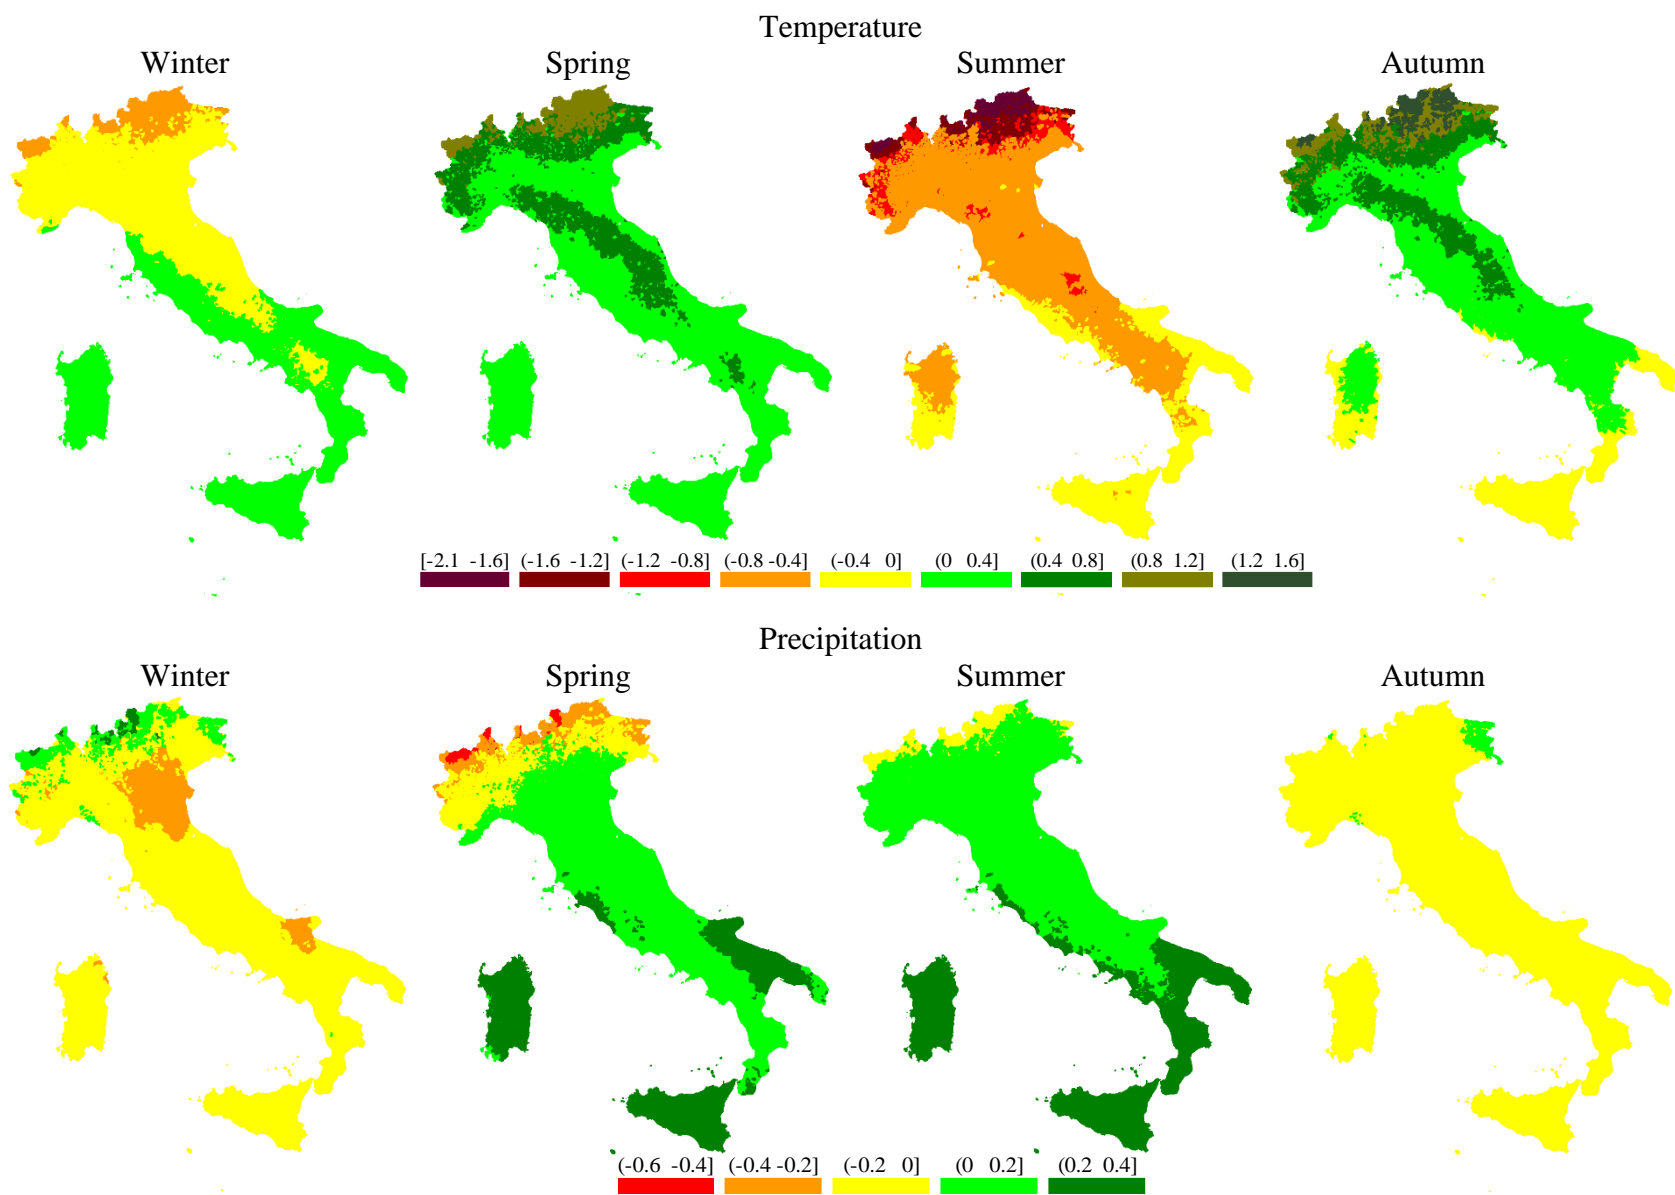 Temperature
Winter Spring Summer Autumn
[-2.1 -1.6] (-1.6 -1.2] (-1.2 -0.8] (-0.8 -0.4] (-0.4 0] (0 0.4] (0.4 0.8] (0.8 1.2] (1.2 1.6]
Precipitation
Winter Spring Summer Autumn
(-0.6 -0.4] (-0.4 -0.2] (-0.2 0] (0 0.2] (0.2 0.4]